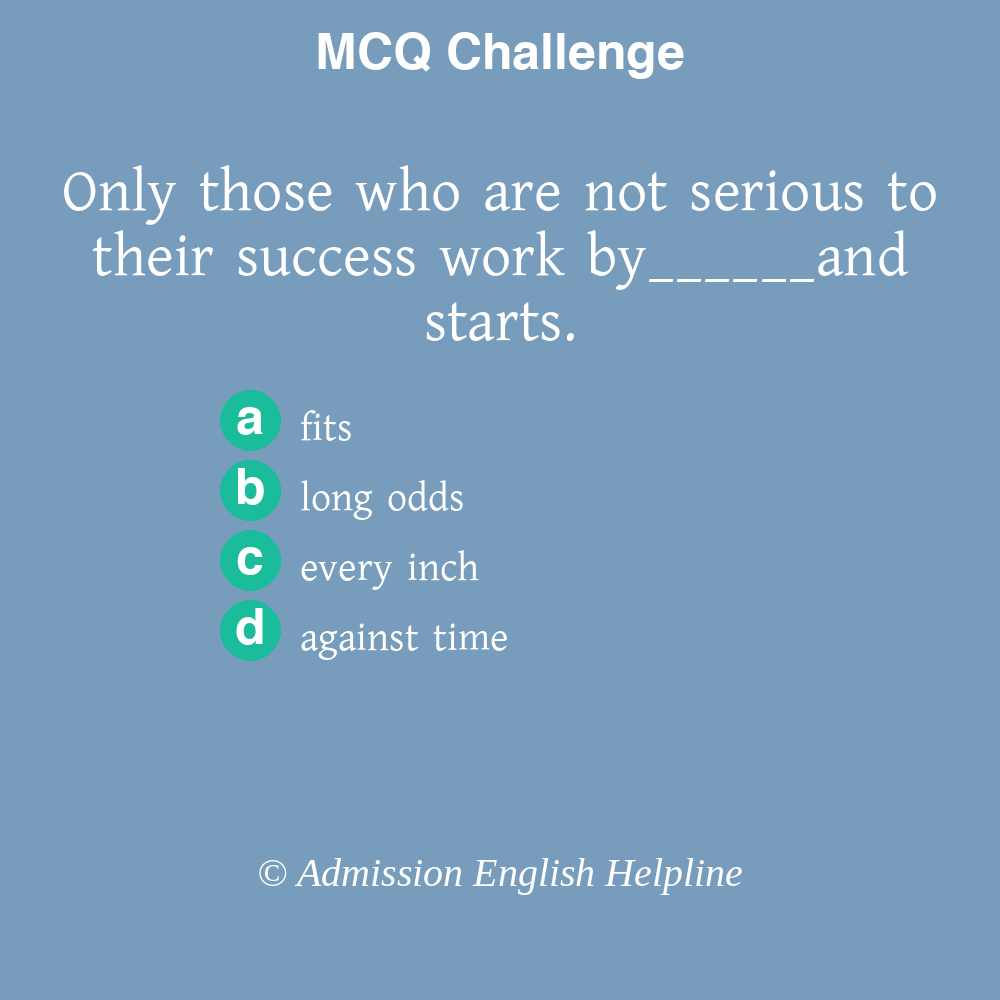 MCQ Challenge
Only those who are not serious to
their success work by______and
starts.
a fits
b long odds
c every inch
d against time
© Admission English Helpline